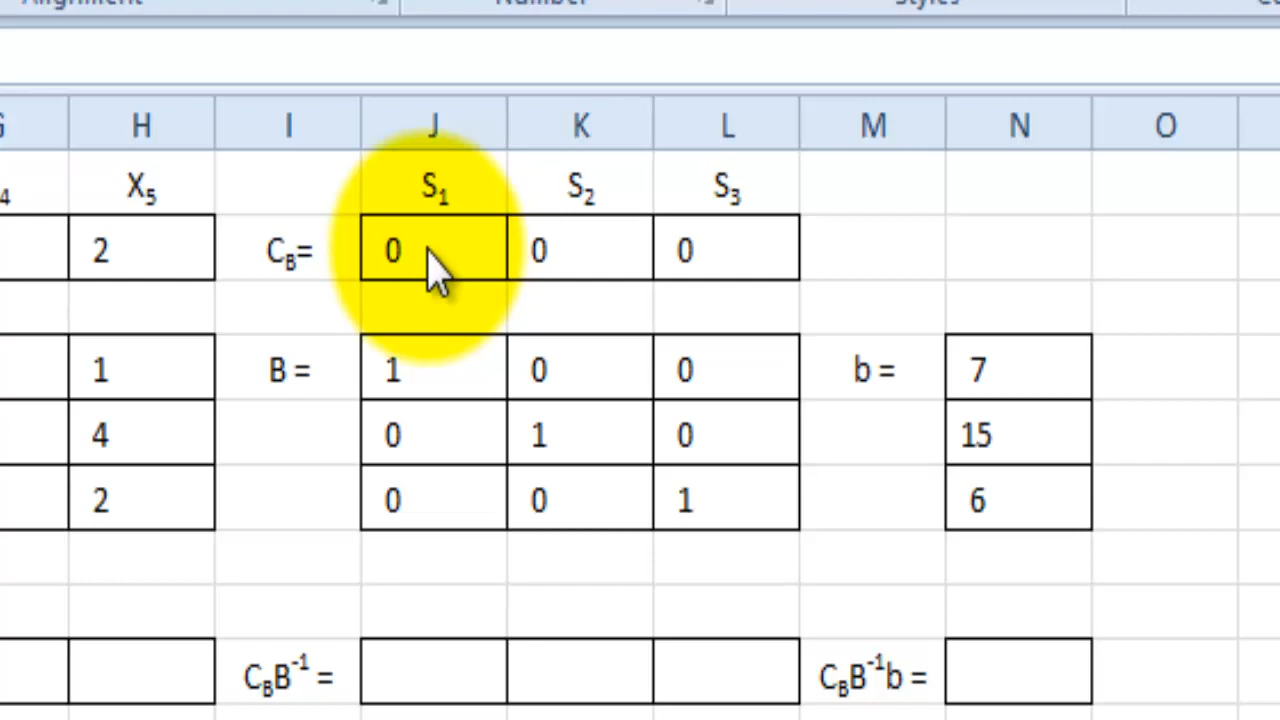 Alignment Number Styles
G H I J K L M N O
4 X5 S1 S2 S3
2 CB= 0 0 0
1 B = 1 0 0 b = 7
4 0 1 0 15
2 0 0 1 6
CBB-1 = CBB-1b =